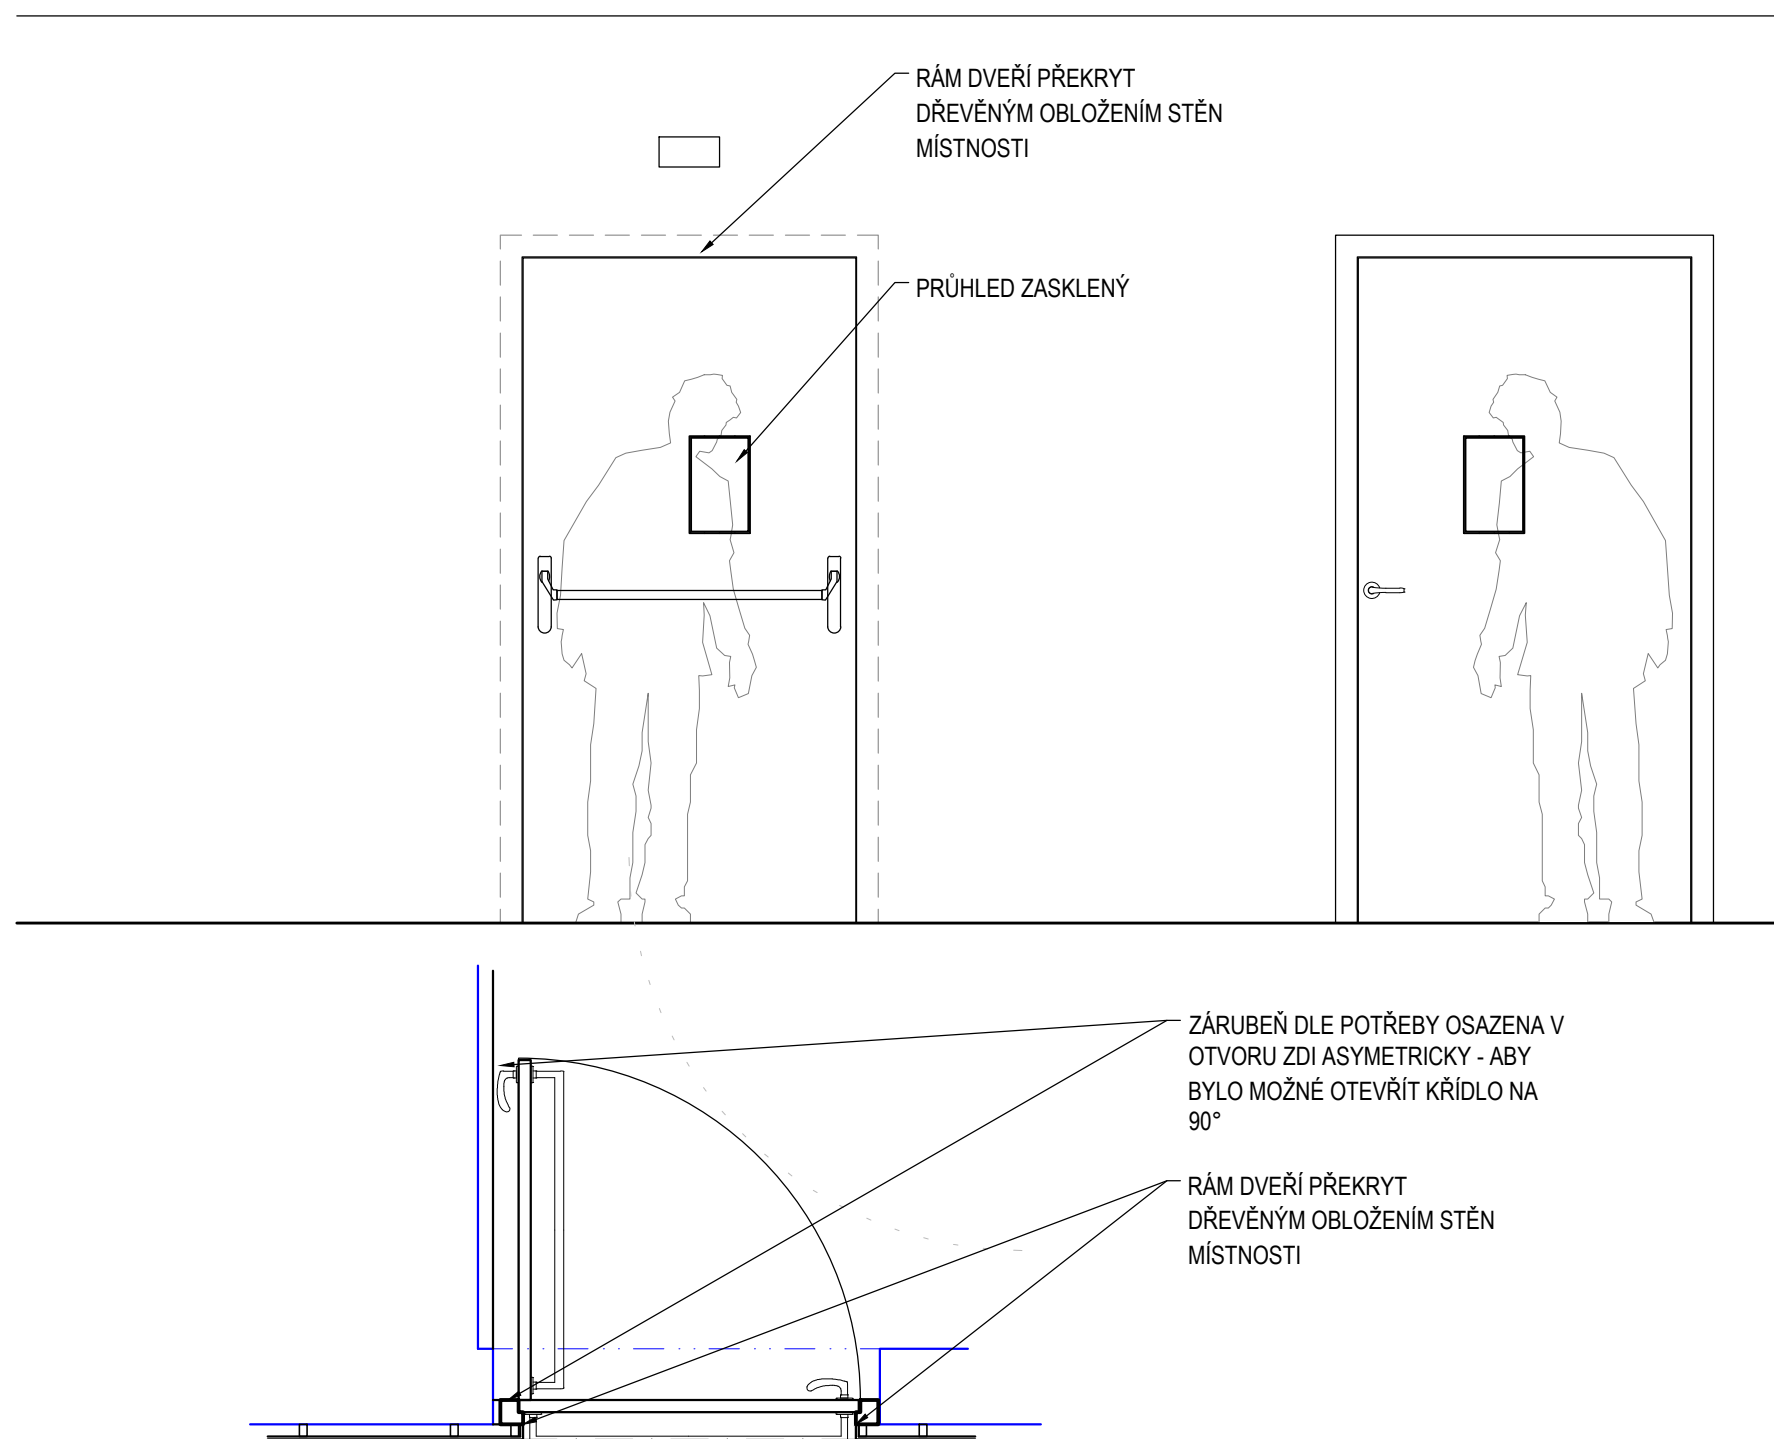 RÁM DVEŘÍ PŘEKRYT
DŘEVĚNÝM OBLOŽENÍM STĚN
MÍSTNOSTI
PRŮHLED ZASKLENÝ
ZÁRUBEŇ DLE POTŘEBY OSAZENA V
OTVORU ZDI ASYMETRICKY - ABY
BYLO MOŽNÉ OTEVŘÍT KŘÍDLO NA
90°
RÁM DVEŘÍ PŘEKRYT
DŘEVĚNÝM OBLOŽENÍM STĚN
MÍSTNOSTI